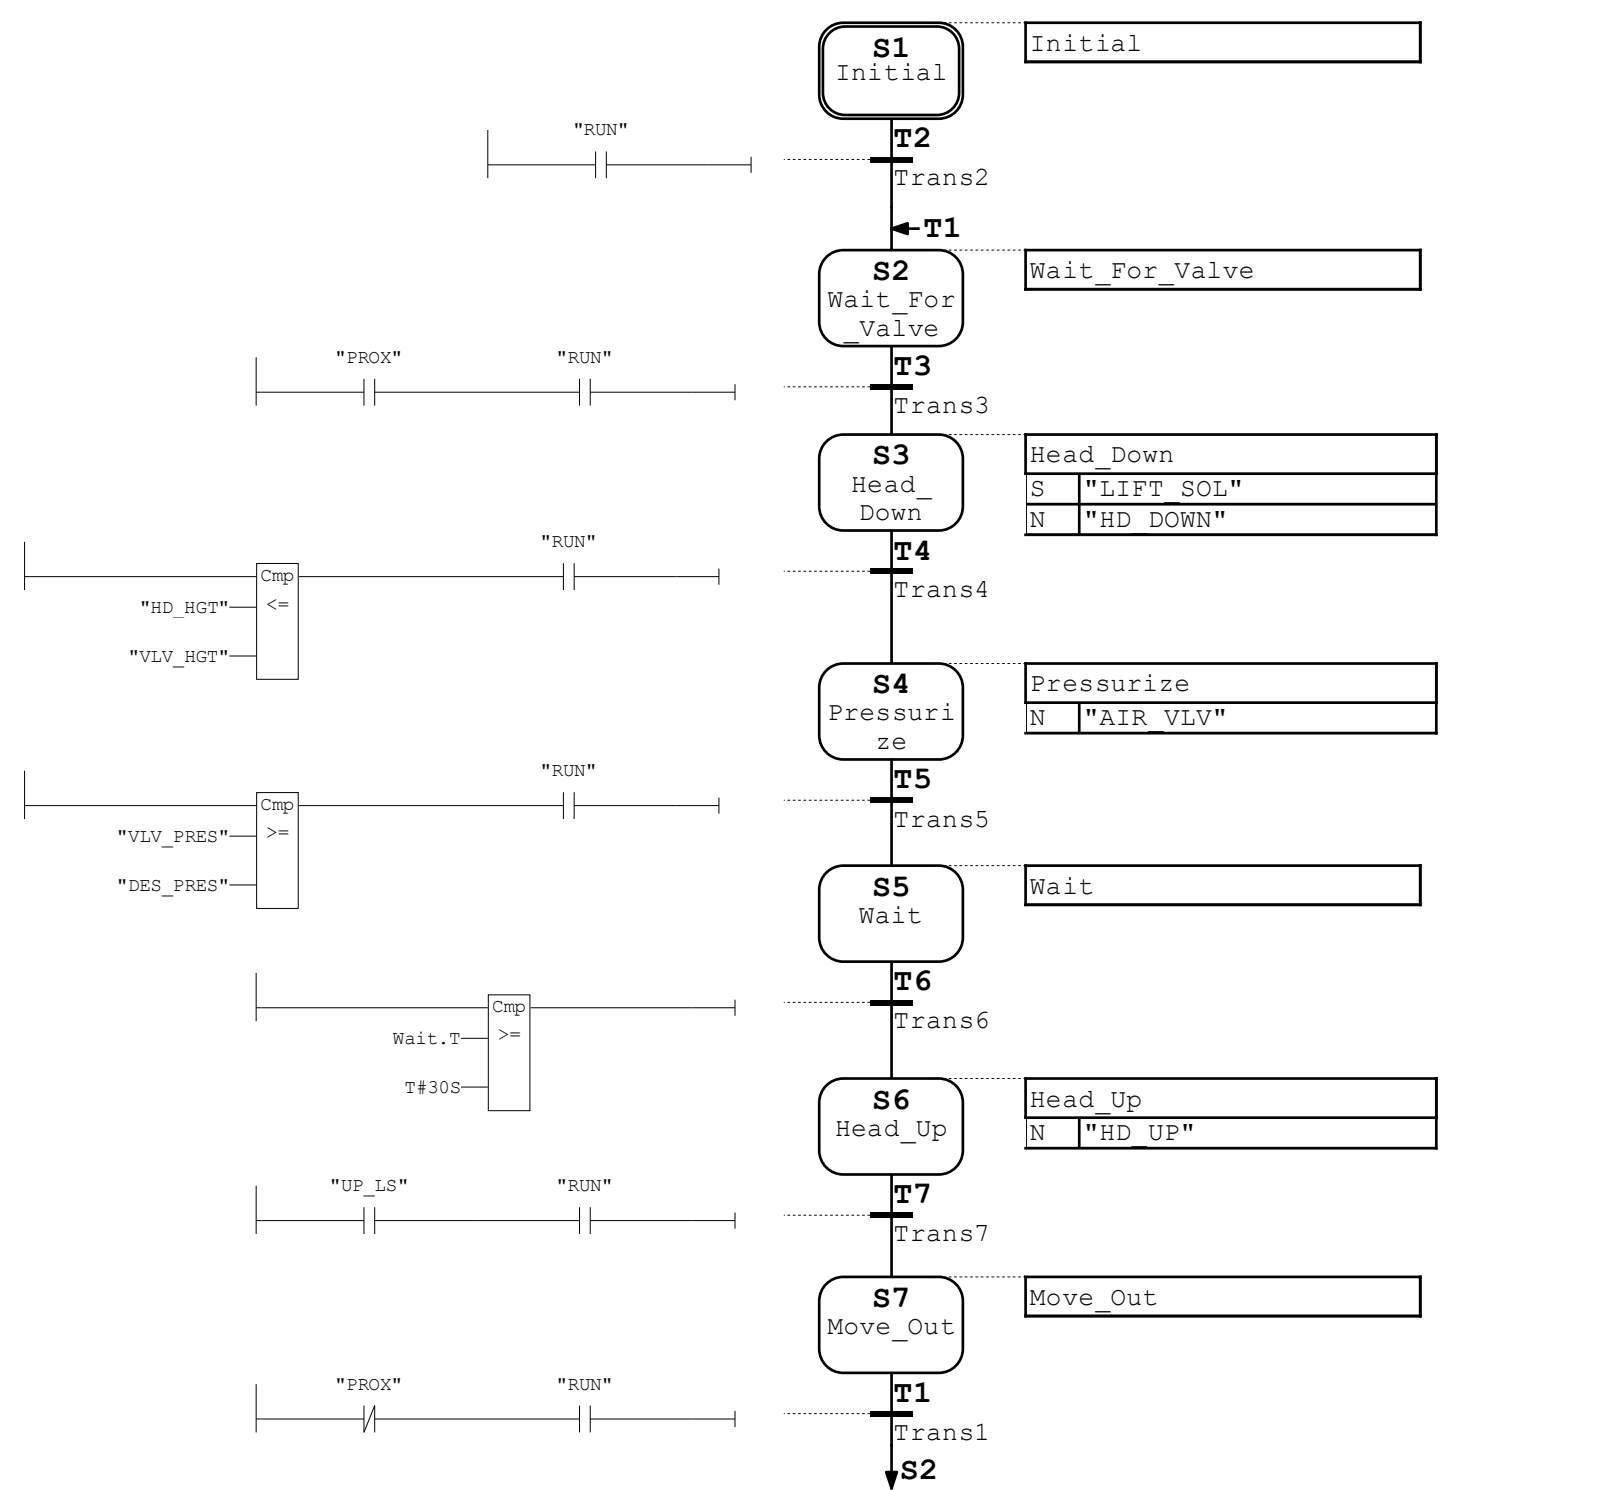 S1
Initial
Initial
"RUN"
T2
Trans2
T1
S2
Wait_For
_Valve
Wait_For_Valve
"PROX" "RUN"
T3
Trans3
S3
Head_
Down
Head_Down
S "LIFT_SOL"
N "HD_DOWN"
"RUN"
Cmp
"HD_HGT" <=
"VLV_HGT"
T4
Trans4
S4
Pressuri
ze
Pressurize
N "AIR_VLV"
"RUN"
Cmp
"VLV_PRES" >=
"DES_PRES"
T5
Trans5
S5
Wait
Wait
Cmp
Wait.T >=
T#30S
T6
Trans6
S6
Head_Up
Head_Up
N "HD_UP"
"UP_LS" "RUN"
T7
Trans7
S7
Move_Out
Move_Out
"PROX" "RUN"
T1
Trans1
S2